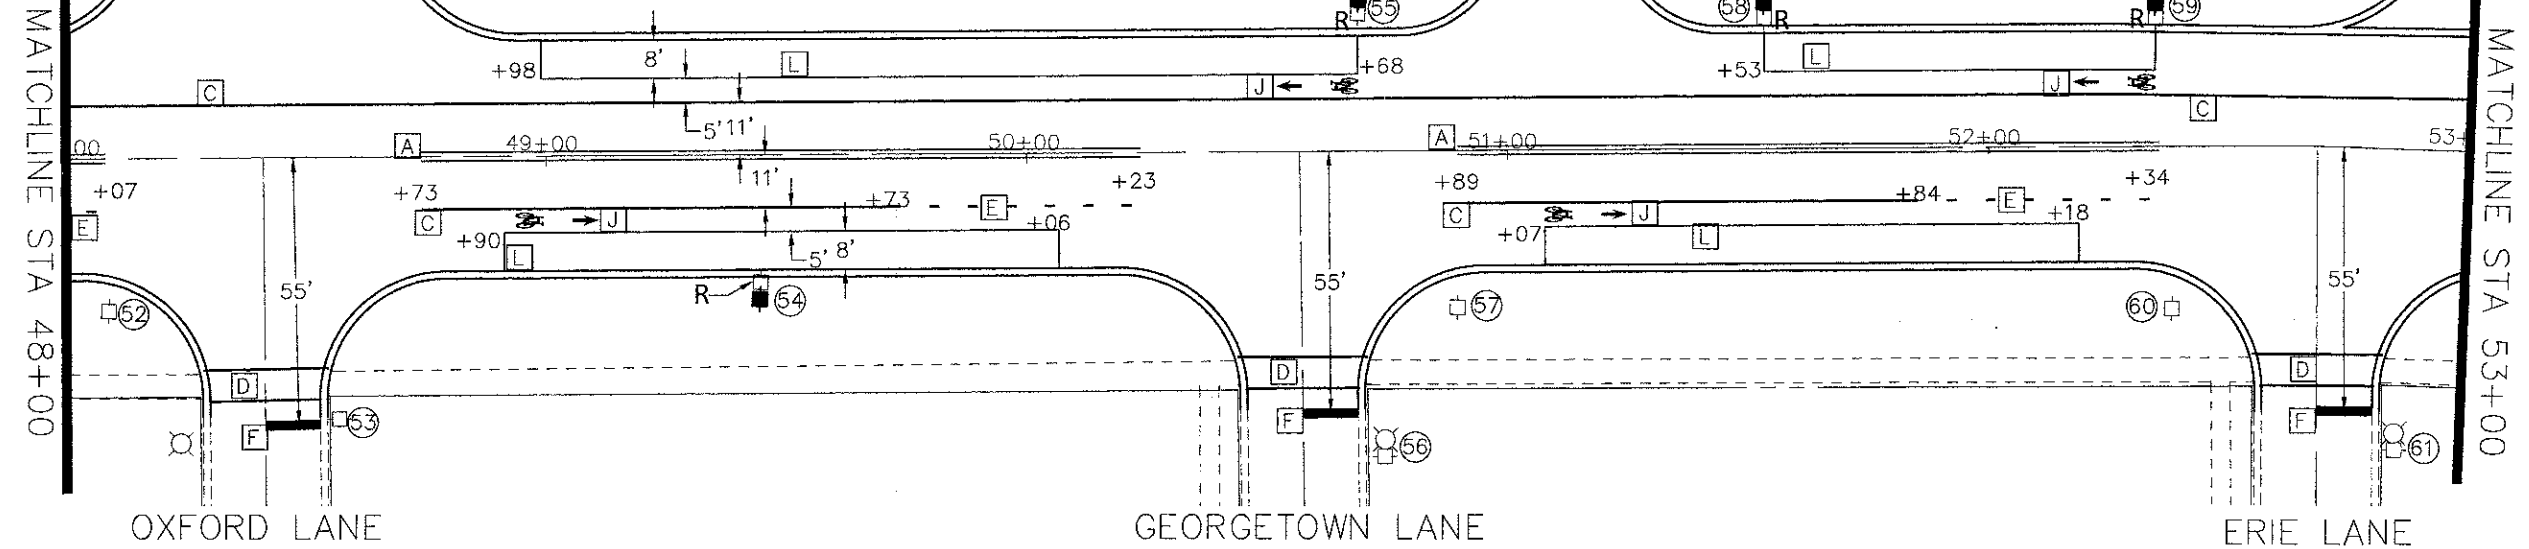 MATCHLINE STA 48+00
R
55
58
R
R
59
+98
8'
L
+68
J
+53
L
J
C
C
5'
11'
A
49+00
50+00
A
51+00
52+00
53+
00
+07
E
11'
+73
C
J
+73
E
+23
+06
+90
L
5'
8'
+89
C
J
+84
E
+34
+18
+07
L
55'
55'
55'
R
54
52
57
60
D
D
D
F
53
F
56
F
61
OXFORD LANE
GEORGETOWN LANE
ERIE LANE
MATCHLINE STA 53+00